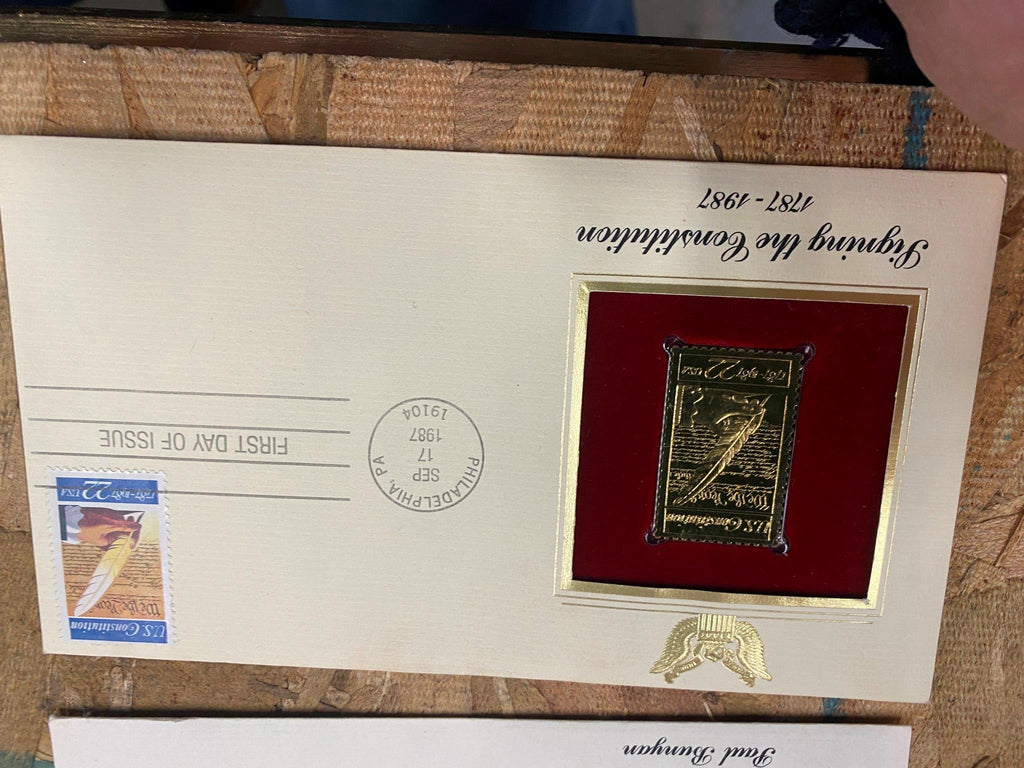 U.S. Constitution
We the People
1787-1987 22 USA
FIRST DAY OF ISSUE
PHILADELPHIA, PA
SEP
17
1987
19104
U.S. Constitution
We the People
1787-1987 22 USA
Signing the Constitution
1787 - 1987
Paul Bunyan